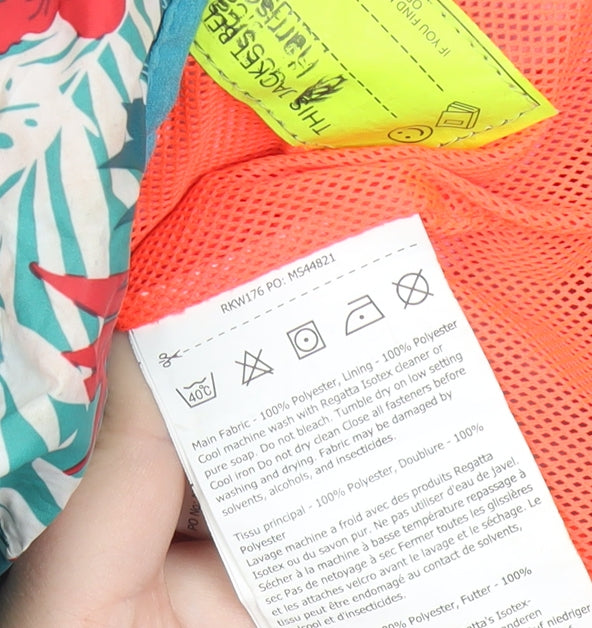 THIS JACKET BE
IF YOU FIND
RKW176 PO: MS44821
40°C
Main Fabric - 100% Polyester, Lining - 100% Polyester
Cool machine wash with Regatta Isotex cleaner or
pure soap. Do not bleach. Tumble dry on low setting
Cool iron Do not dry clean Close all fasteners before
washing and drying. Fabric may be damaged by
solvents, alcohols, and insecticides.
Tissu principal - 100% Polyester, Doublure - 100%
Polyester
Lavage machine a froid avec des produits Regatta
Isotex ou du savon pur. Ne pas utiliser d'eau de Javel.
Sécher à la machine à basse température repassage à
sec Pas de nettoyage à sec Fermer toutes les glissières
et les attaches velcro avant le lavage et le séchage. Le
tissu peut être endomagé au contact de solvents,
lcool et d'insecticides.
Polyester, Futter - 100%
Regatta's Isotex-
anderen
uf niedriger
PO No